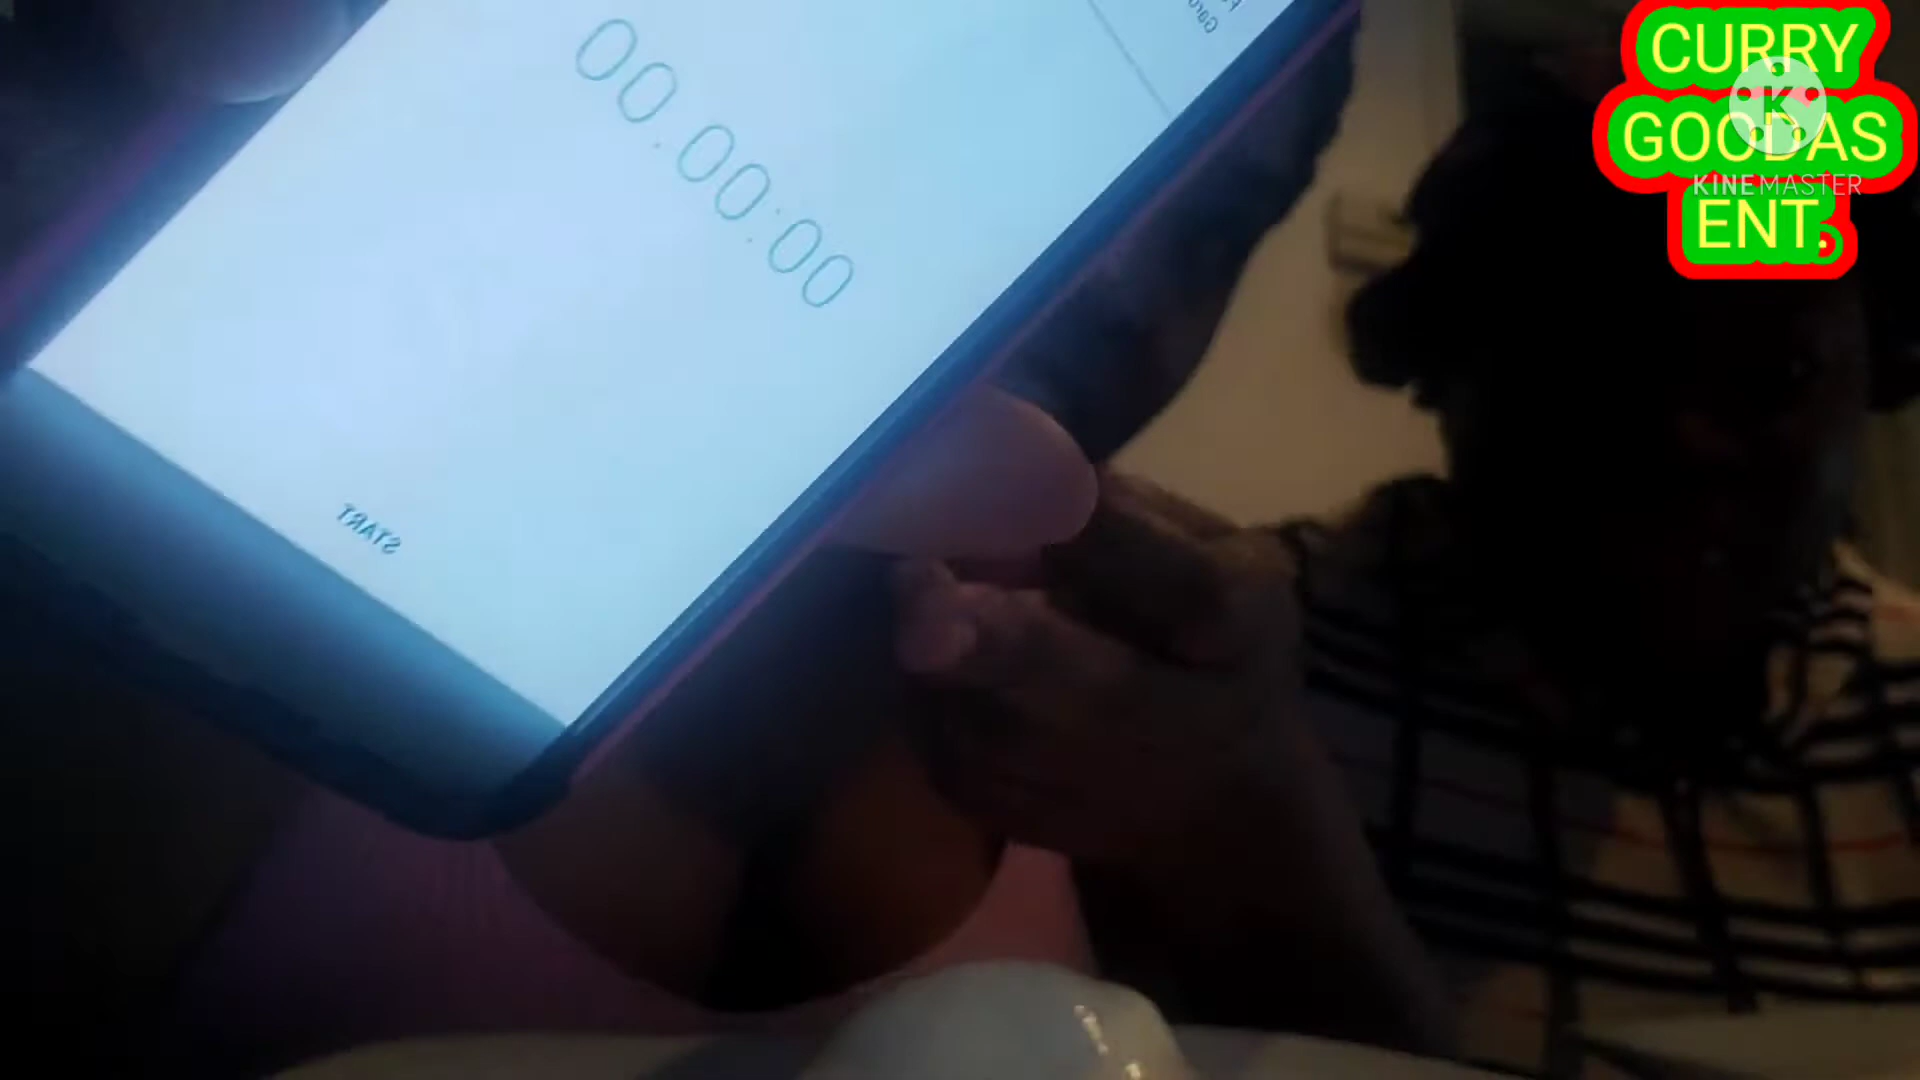 CURRY
GOODAS
ENT.
KINEMASTER
00:00.00
START